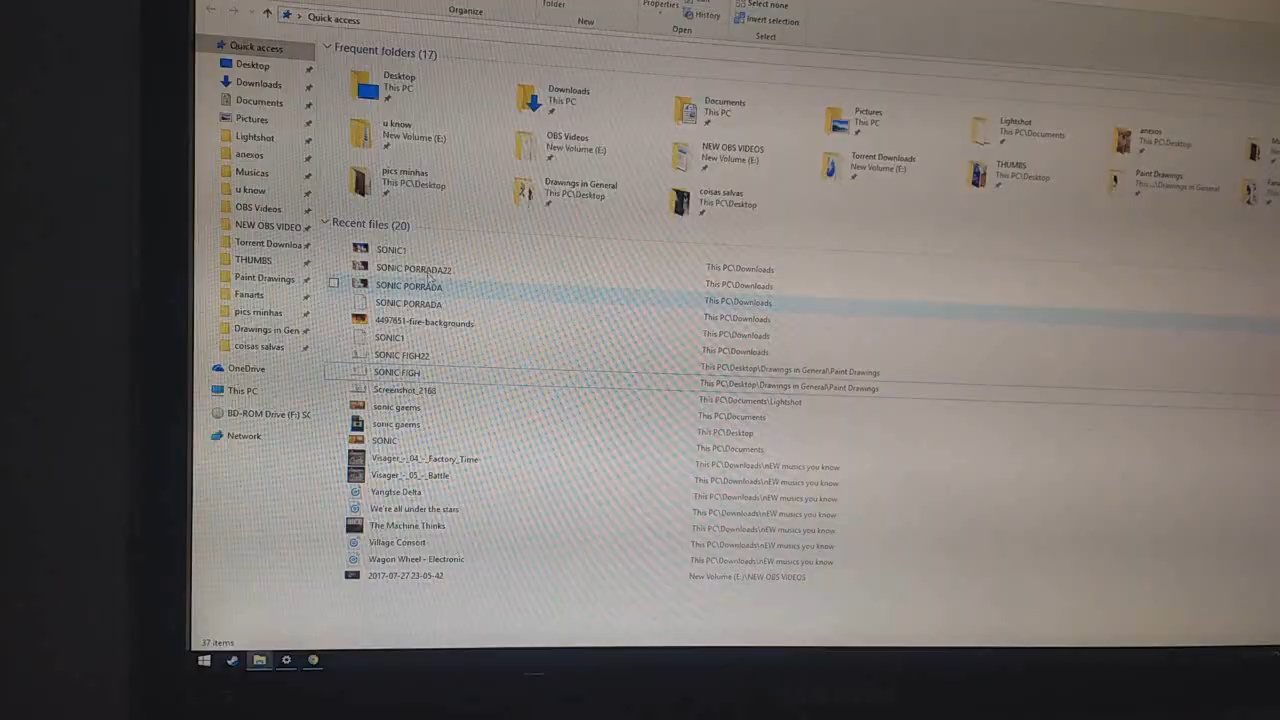 folder
Properties
Select none
Organize
New
History
Open
Invert selection
Select
Quick access
Quick access
Desktop
Downloads
Documents
Pictures
Lightshot
anexos
Musicas
u know
OBS Videos
NEW OBS VIDEO
Torrent Downloa
THUMBS
Paint Drawings
Fanarts
pics minhas
Drawings in Gen
coisas salvas
OneDrive
This PC
BD-ROM Drive (F:) SC
Network
Frequent folders (17)
Desktop
This PC
Downloads
This PC
Documents
This PC
Pictures
This PC
Lightshot
This PC\Documents
anexos
This PC\Desktop
u know
New Volume (E:)
OBS Videos
New Volume (E:)
NEW OBS VIDEOS
New Volume (E:)
Torrent Downloads
New Volume (E:)
THUMBS
This PC\Desktop
Paint Drawings
This...\Drawings in General
pics minhas
This PC\Desktop
Drawings in General
This PC\Desktop
coisas salvas
This PC\Desktop
Recent files (20)
SONIC1
This PC\Downloads
SONIC PORRADA22
This PC\Downloads
SONIC PORRADA
This PC\Downloads
SONIC PORRADA
This PC\Downloads
4497651-fire-backgrounds
This PC\Downloads
SONIC1
This PC\Downloads
SONIC FIGH22
This PC\Desktop\Drawings in General\Paint Drawings
SONIC FIGH
This PC\Desktop\Drawings in General\Paint Drawings
Screenshot_2168
This PC\Documents\Lightshot
sonic gaems
This PC\Documents
sonic gaems
This PC\Desktop
SONIC
This PC\Documents
Visager_-_04_-_Factory_Time
This PC\Downloads\nEW musics you know
Visager_-_05_-_Battle
This PC\Downloads\nEW musics you know
Yangtse Delta
This PC\Downloads\nEW musics you know
We're all under the stars
This PC\Downloads\nEW musics you know
The Machine Thinks
This PC\Downloads\nEW musics you know
Village Consort
This PC\Downloads\nEW musics you know
Wagon Wheel - Electronic
This PC\Downloads\nEW musics you know
2017-07-27 23-05-42
New Volume (E:)\NEW OBS VIDEOS
37 items